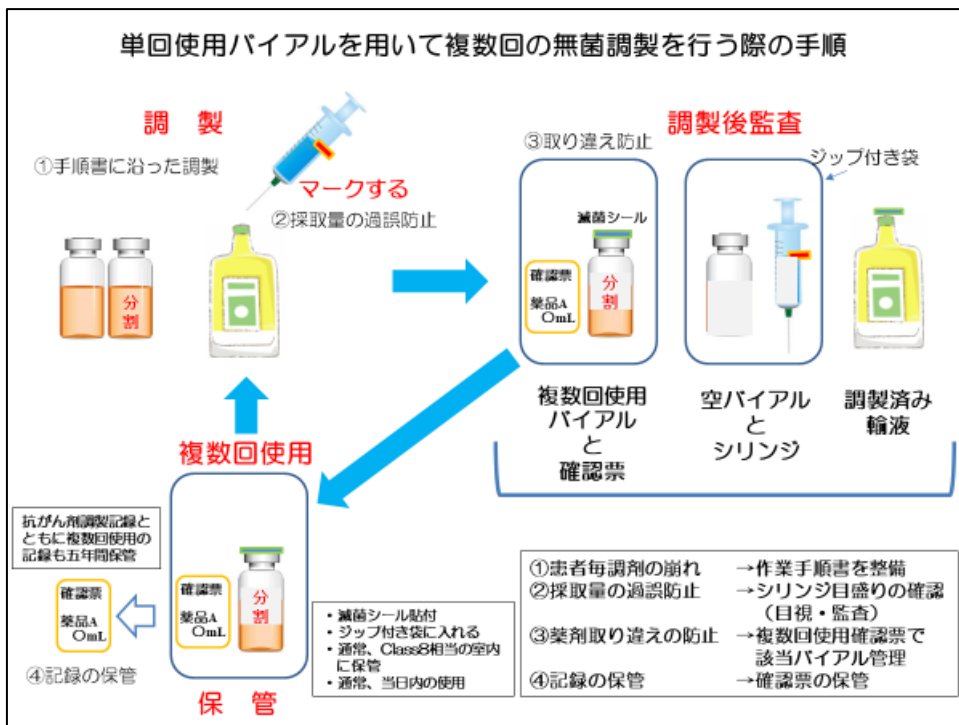 単回使用バイアルを用いて複数回の無菌調製を行う際の手順
調 製
①手順書に沿った調製
マークする
②採取量の過誤防止
分
割
調製後監査
③取り違え防止
ジップ付き袋
滅菌シール
確認票
薬品A
〇mL
分
割
複数回使用
バイアル
と
確認票
空バイアル
と
シリンジ
調製済み
輸液
複数回使用
抗がん剤調製記録と
ともに複数回使用の
記録も五年間保管
確認票
薬品A
〇mL
④記録の保管
確認票
薬品A
〇mL
分
割
保 管
・滅菌シール貼付
・ジップ付き袋に入れる
・通常、Class8相当の室内
に保管
・通常、当日内の使用
①患者毎調剤の崩れ →作業手順書を整備
②採取量の過誤防止 →シリンジ目盛りの確認
（目視・監査）
③薬剤取り違えの防止 →複数回使用確認票で
該当バイアル管理
④記録の保管 →確認票の保管